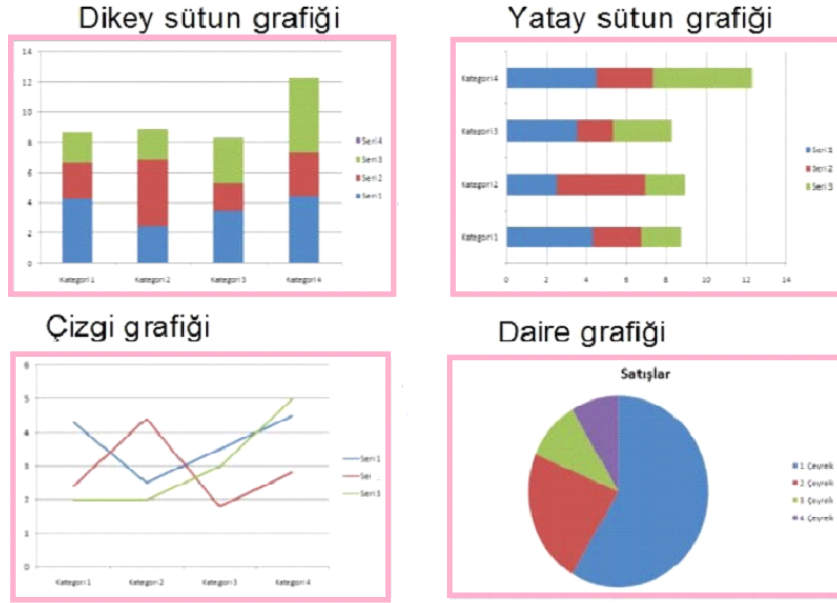 Dikey sütun grafiği
14
12
10
8
6
4
2
0
Kategori 1 Kategori 2 Kategori 3 Kategori 4
Seri 4
Seri 3
Seri 2
Seri 1
Yatay sütun grafiği
Kategori 4
Kategori 3
Kategori 2
Kategori 1
0 2 4 6 8 10 12 14
Seri 1
Seri 2
Seri 3
Çizgi grafiği
6
5
4
3
2
1
0
Kategori 1 Kategori 2 Kategori 3 Kategori 4
Seri 1
Ser
Seri 3
Daire grafiği
Satışlar
1 Çeyrek
2 Çeyrek
3 Çeyrek
4 Çeyrek